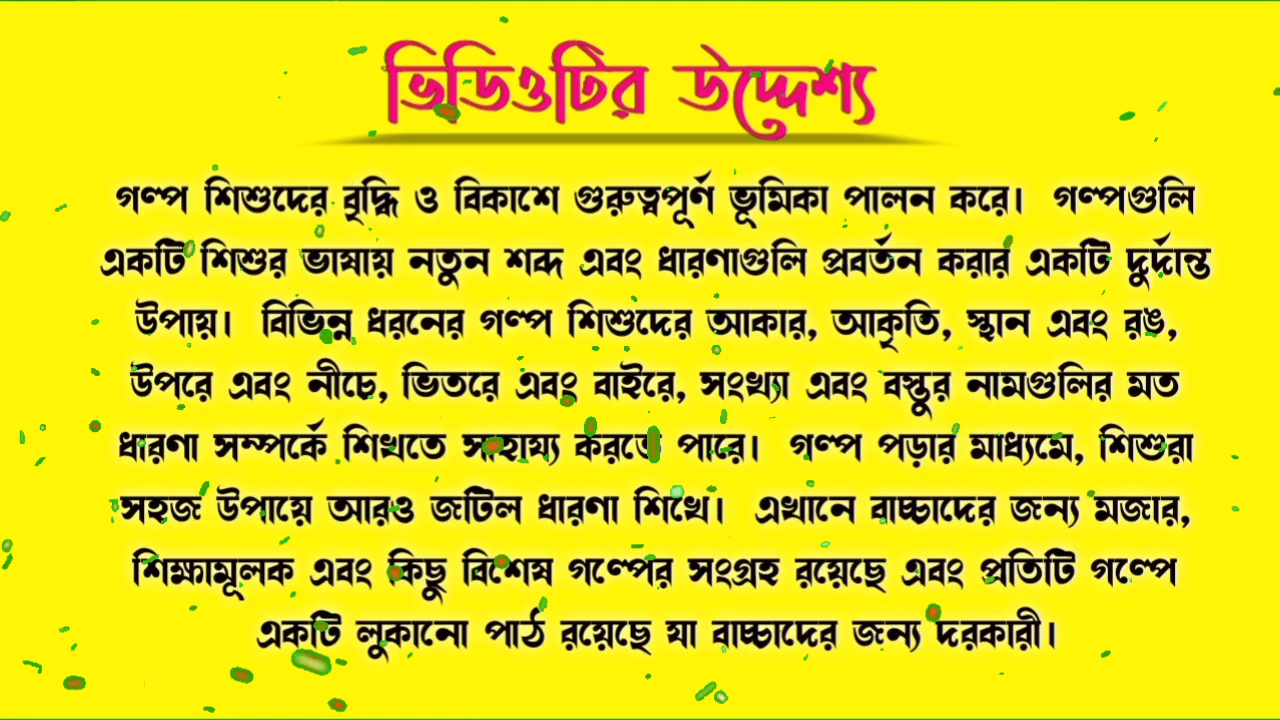 ভিডিওটির উদ্দেশ্য
গল্প শিশুদের বৃদ্ধি ও বিকাশে গুরুত্বপূর্ণ ভূমিকা পালন করে। গল্পগুলি
একটি শিশুর ভাষায় নতুন শব্দ এবং ধারণাগুলি প্রবর্তন করার একটি দুর্দান্ত
উপায়। বিভিন্ন ধরনের গল্প শিশুদের আকার, আকৃতি, স্থান এবং রঙ,
উপরে এবং নীচে, ভিতরে এবং বাইরে, সংখ্যা এবং বস্তুর নামগুলির মত
ধারণা সম্পর্কে শিখতে সাহায্য করতে পারে। গল্প পড়ার মাধ্যমে, শিশুরা
সহজ উপায়ে আরও জটিল ধারণা শিখে। এখানে বাচ্চাদের জন্য মজার,
শিক্ষামূলক এবং কিছু বিশেষ গল্পের সংগ্রহ রয়েছে এবং প্রতিটি গল্পে
একটি লুকানো পাঠ রয়েছে যা বাচ্চাদের জন্য দরকারী।